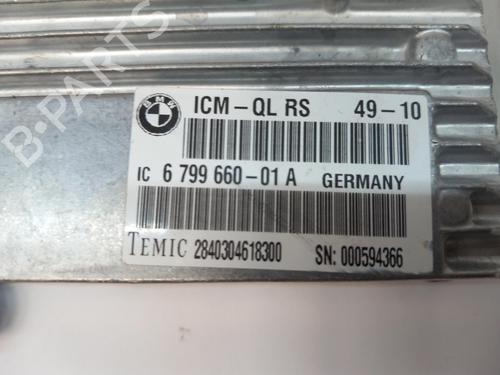 B-PARTS
BMW
ICM-QL RS 49-10
IC 6 799 660-01 A GERMANY
TEMIC 2840304618300 SN: 000594366